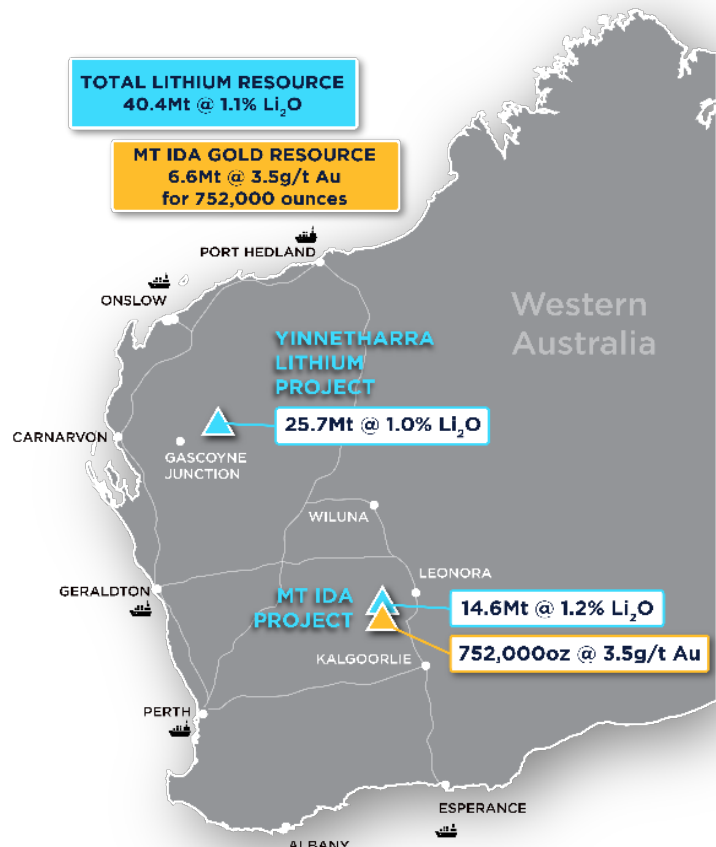 TOTAL LITHIUM RESOURCE
40.4Mt @ 1.1% Li₂O
MT IDA GOLD RESOURCE
6.6Mt @ 3.5g/t Au
for 752,000 ounces
PORT HEDLAND
ONSLOW
Western
Australia
YINNETHARRA
LITHIUM
PROJECT
25.7Mt @ 1.0% Li₂O
CARNARVON
GASCOYNE
JUNCTION
WILUNA
LEONORA
GERALDTON
MT IDA
PROJECT
14.6Mt @ 1.2% Li₂O
752,000oz @ 3.5g/t Au
KALGOORLIE
PERTH
ESPERANCE
ALBANY